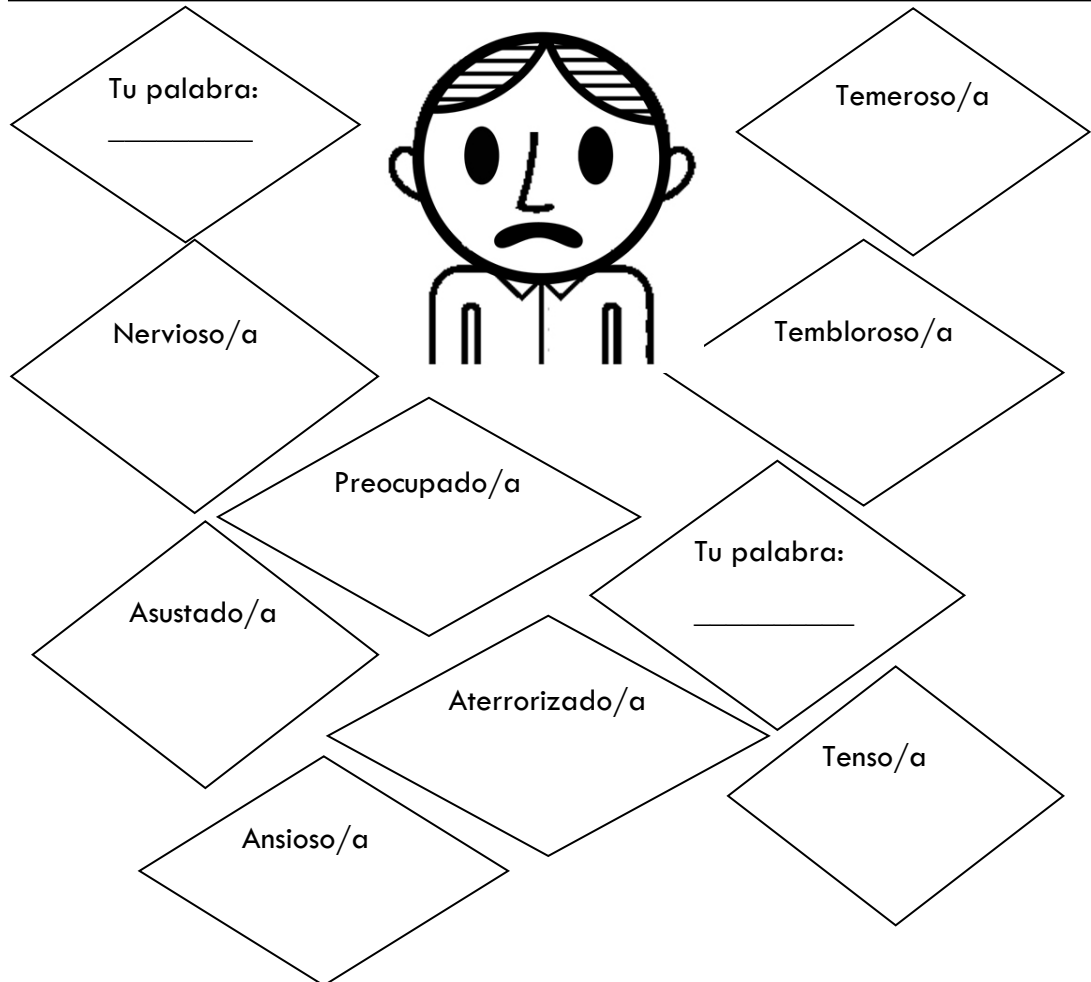 Tu palabra:
Temeroso/a
Nervioso/a
Tembloroso/a
Preocupado/a
Tu palabra:
Asustado/a
Aterrorizado/a
Tenso/a
Ansioso/a